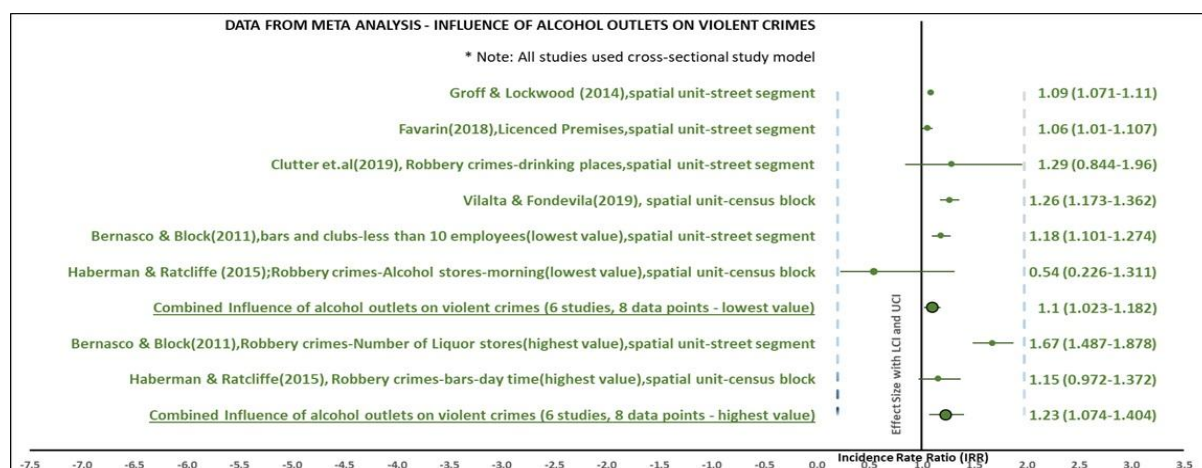 DATA FROM META ANALYSIS - INFLUENCE OF ALCOHOL OUTLETS ON VIOLENT CRIMES
* Note: All studies used cross-sectional study model
Groff & Lockwood (2014),spatial unit-street segment 1.09 (1.071-1.11)
Favarin(2018),Licenced Premises,spatial unit-street segment 1.06 (1.01-1.107)
Clutter et.al(2019), Robbery crimes-drinking places,spatial unit-street segment 1.29 (0.844-1.96)
Vilalta & Fondevila(2019), spatial unit-census block 1.26 (1.173-1.362)
Bernasco & Block(2011),bars and clubs-less than 10 employees(lowest value),spatial unit-street segment 1.18 (1.101-1.274)
Haberman & Ratcliffe (2015);Robbery crimes-Alcohol stores-morning(lowest value),spatial unit-census block 0.54 (0.226-1.311)
Combined Influence of alcohol outlets on violent crimes (6 studies, 8 data points - lowest value) 1.1 (1.023-1.182)
Bernasco & Block(2011),Robbery crimes-Number of Liquor stores(highest value),spatial unit-street segment 1.67 (1.487-1.878)
Haberman & Ratcliffe(2015), Robbery crimes-bars-day time(highest value),spatial unit-census block 1.15 (0.972-1.372)
Combined Influence of alcohol outlets on violent crimes (6 studies, 8 data points - highest value) 1.23 (1.074-1.404)
Effect Size with LCI and UCI
Incidence Rate Ratio (IRR)
-7.5 -7.0 -6.5 -6.0 -5.5 -5.0 -4.5 -4.0 -3.5 -3.0 -2.5 -2.0 -1.5 -1.0 -0.5 0.0 0.5 1.0 1.5 2.0 2.5 3.0 3.5